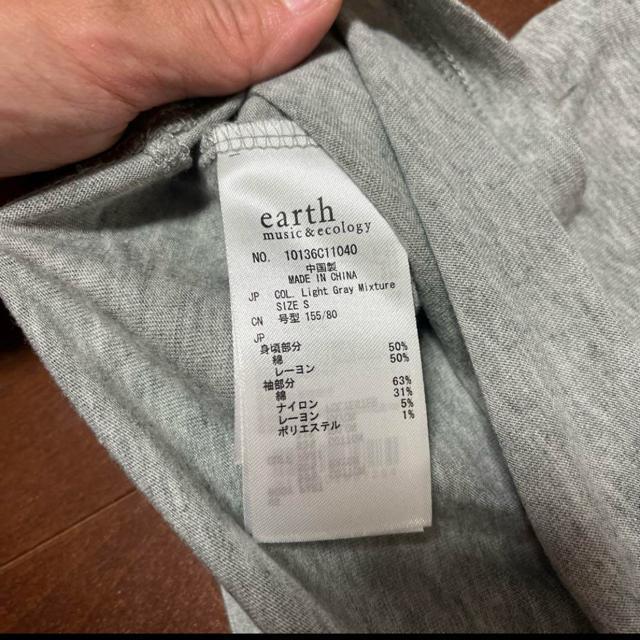 earth
music & ecology
NO. 10136C11040
中国製
MADE IN CHINA
JP COL. Light Gray Mixture
SIZE S
CN 号型 155/80
JP
身頃部分
綿 50%
レーヨン 50%
袖部分
綿 63%
ナイロン 31%
レーヨン 5%
ポリエステル 1%